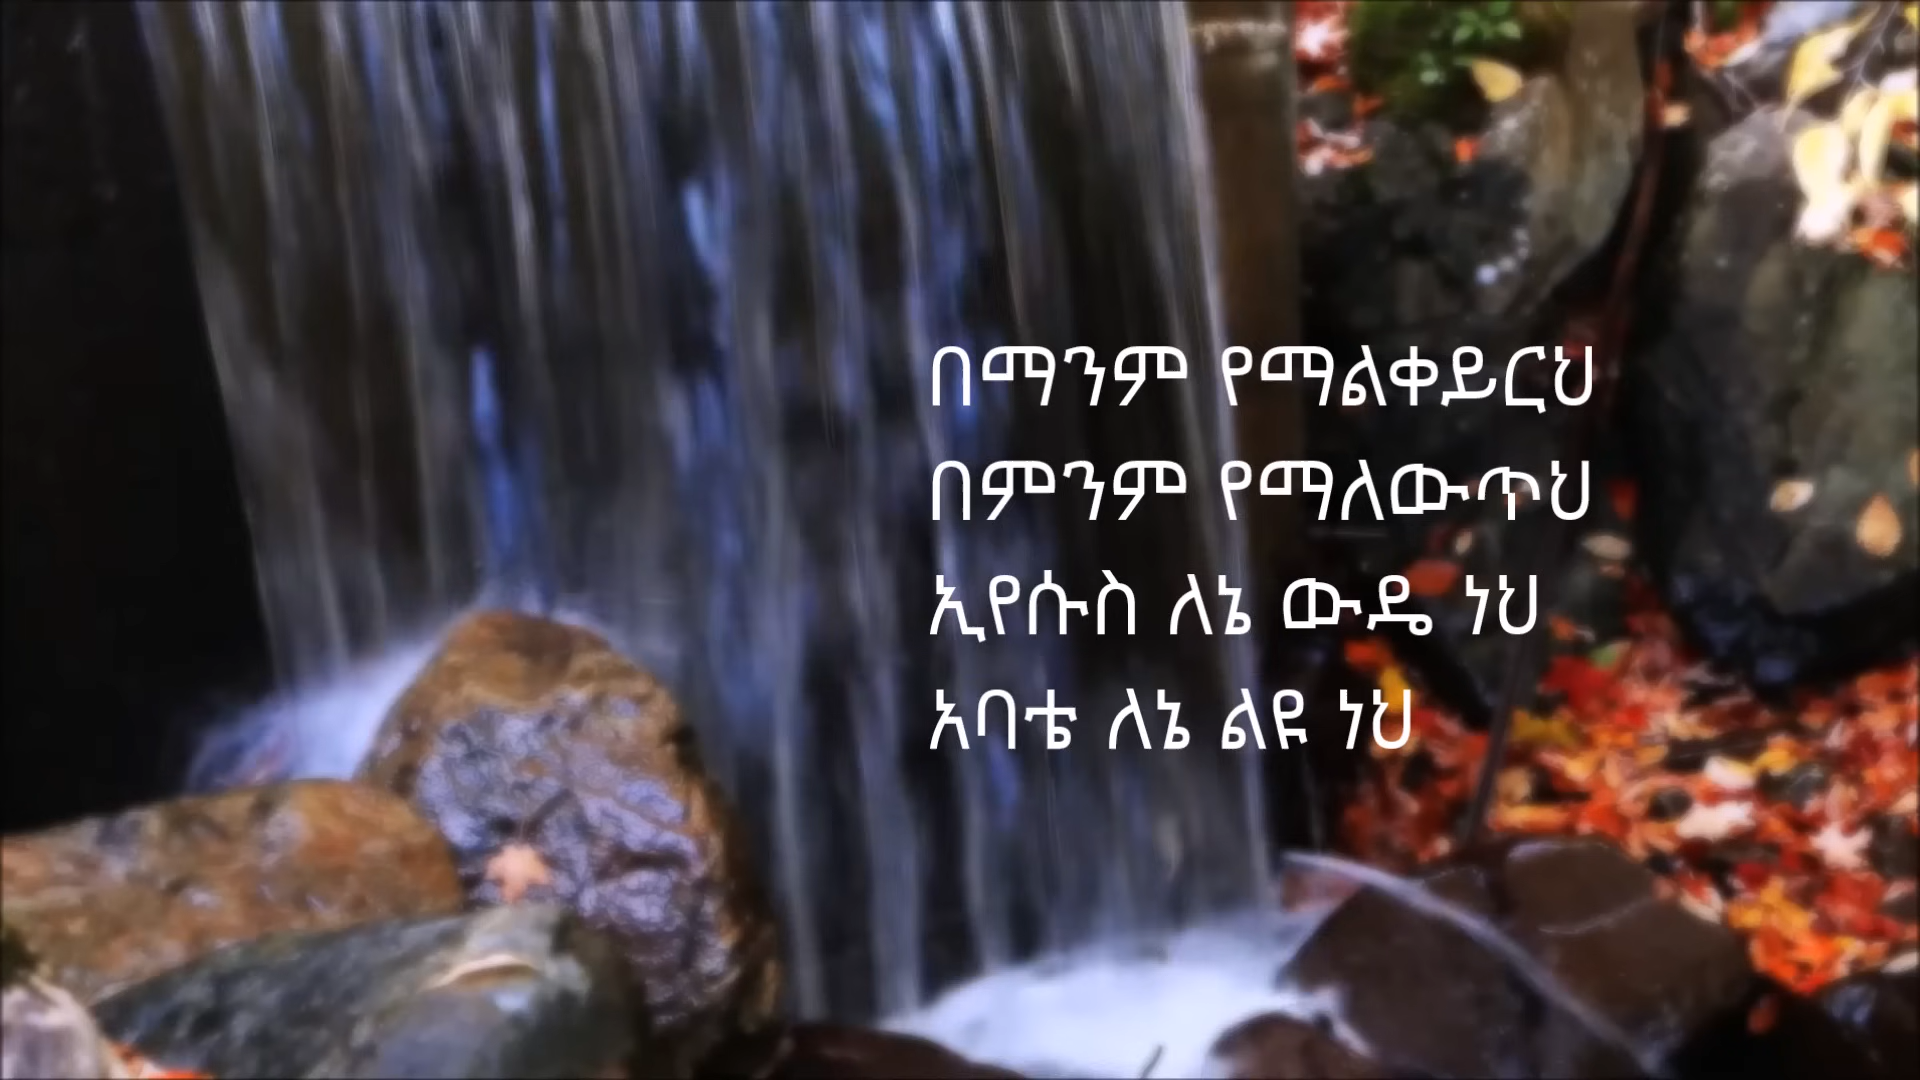 በማንም የማልቀይርህ
በምንም የማለውጥህ
ኢየሱስ ለኔ ውዴ ነህ
አባቴ ለኔ ልዩ ነህ